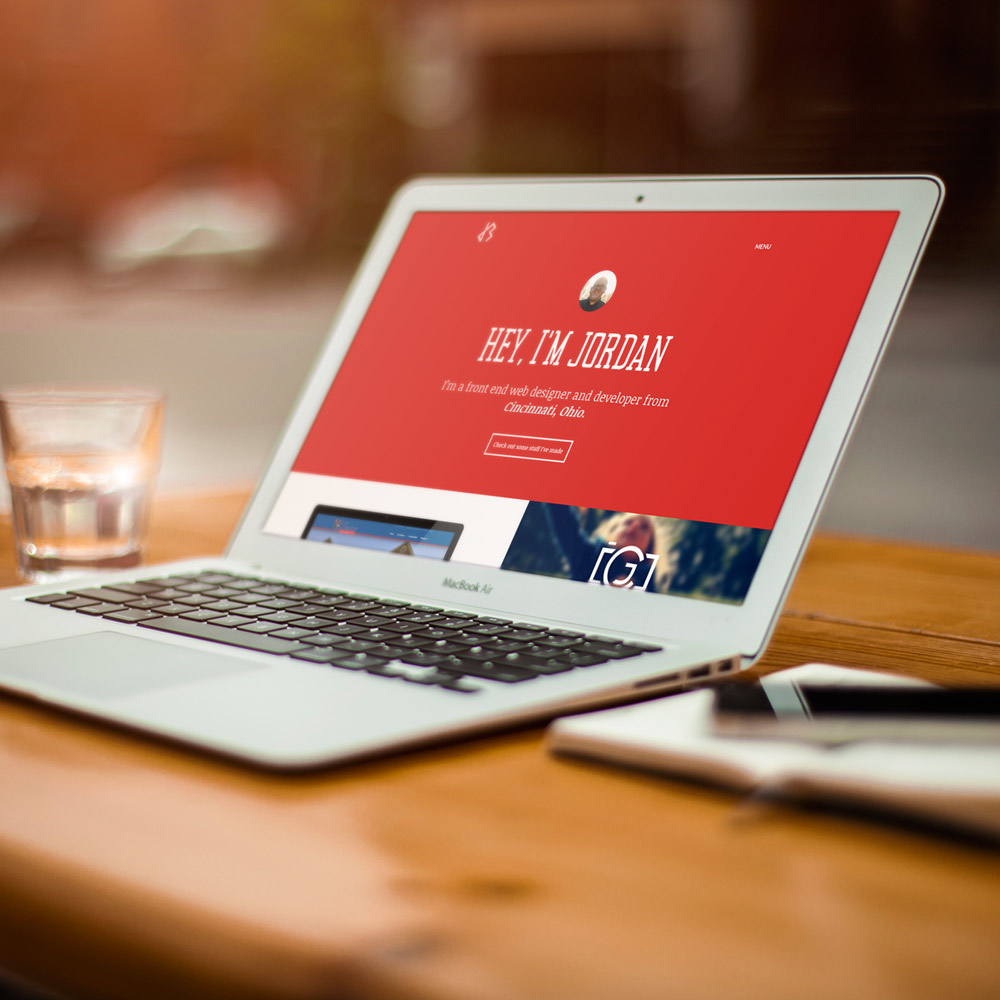 MENU
HEY, I'M JORDAN
I'm a front end web designer and developer from
Cincinnati, Ohio.
Check out some stuff I've made
[G]
MacBook Air